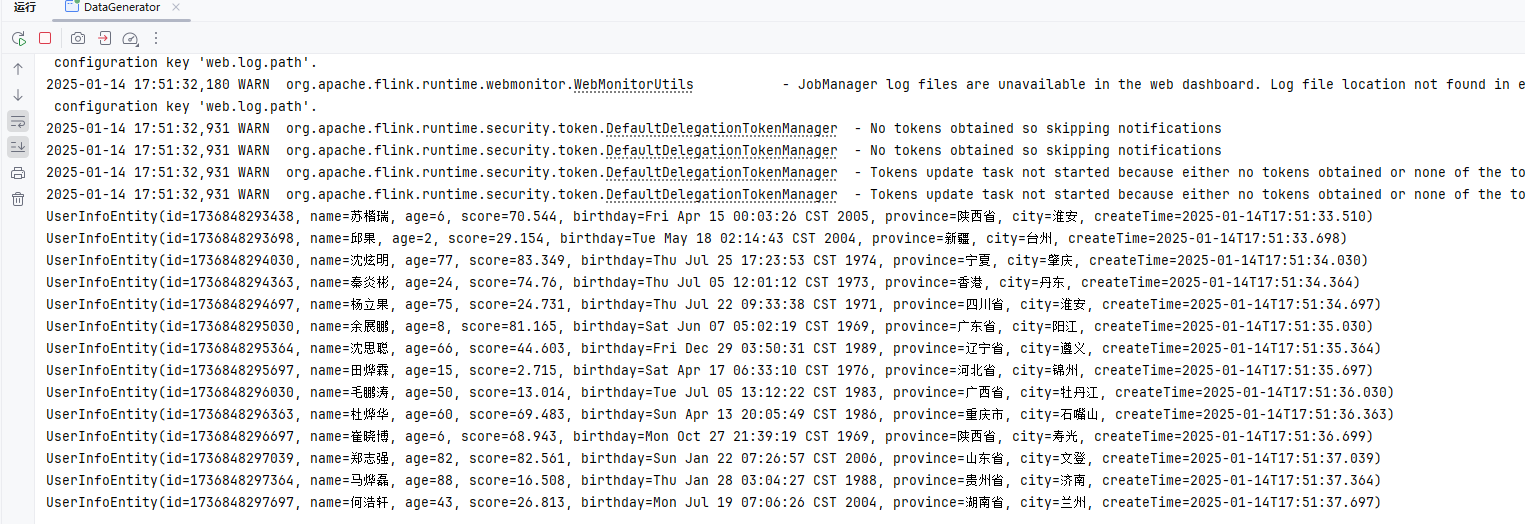 运行 DataGenerator
configuration key 'web.log.path'.
2025-01-14 17:51:32,180 WARN org.apache.flink.runtime.webmonitor.WebMonitorUtils - JobManager log files are unavailable in the web dashboard. Log file location not found in e
configuration key 'web.log.path'.
2025-01-14 17:51:32,931 WARN org.apache.flink.runtime.security.token.DefaultDelegationTokenManager - No tokens obtained so skipping notifications
2025-01-14 17:51:32,931 WARN org.apache.flink.runtime.security.token.DefaultDelegationTokenManager - No tokens obtained so skipping notifications
2025-01-14 17:51:32,931 WARN org.apache.flink.runtime.security.token.DefaultDelegationTokenManager - Tokens update task not started because either no tokens obtained or none of the to
2025-01-14 17:51:32,931 WARN org.apache.flink.runtime.security.token.DefaultDelegationTokenManager - Tokens update task not started because either no tokens obtained or none of the to
UserInfoEntity(id=1736848293438, name=苏楷瑞, age=6, score=70.544, birthday=Fri Apr 15 00:03:26 CST 2005, province=陕西省, city=淮安, createTime=2025-01-14T17:51:33.510)
UserInfoEntity(id=1736848293698, name=邱果, age=2, score=29.154, birthday=Tue May 18 02:14:43 CST 2004, province=新疆, city=台州, createTime=2025-01-14T17:51:33.698)
UserInfoEntity(id=1736848294030, name=沈炫明, age=77, score=83.349, birthday=Thu Jul 25 17:23:53 CST 1974, province=宁夏, city=肇庆, createTime=2025-01-14T17:51:34.030)
UserInfoEntity(id=1736848294363, name=秦炎彬, age=24, score=74.76, birthday=Thu Jul 05 12:01:12 CST 1973, province=香港, city=丹东, createTime=2025-01-14T17:51:34.364)
UserInfoEntity(id=1736848294697, name=杨立果, age=75, score=24.731, birthday=Thu Jul 22 09:33:38 CST 1971, province=四川省, city=淮安, createTime=2025-01-14T17:51:34.697)
UserInfoEntity(id=1736848295030, name=余展鹏, age=8, score=81.165, birthday=Sat Jun 07 05:02:19 CST 1969, province=广东省, city=阳江, createTime=2025-01-14T17:51:35.030)
UserInfoEntity(id=1736848295364, name=沈思聪, age=66, score=44.603, birthday=Fri Dec 29 03:50:31 CST 1989, province=辽宁省, city=遵义, createTime=2025-01-14T17:51:35.364)
UserInfoEntity(id=1736848295697, name=田烨霖, age=15, score=2.715, birthday=Sat Apr 17 06:33:10 CST 1976, province=河北省, city=锦州, createTime=2025-01-14T17:51:35.697)
UserInfoEntity(id=1736848296030, name=毛鹏涛, age=50, score=13.014, birthday=Tue Jul 05 13:12:22 CST 1983, province=广西省, city=牡丹江, createTime=2025-01-14T17:51:36.030)
UserInfoEntity(id=1736848296363, name=杜烨华, age=60, score=69.483, birthday=Sun Apr 13 20:05:49 CST 1986, province=重庆市, city=石嘴山, createTime=2025-01-14T17:51:36.363)
UserInfoEntity(id=1736848296697, name=崔晓博, age=6, score=68.943, birthday=Mon Oct 27 21:39:19 CST 1969, province=陕西省, city=寿光, createTime=2025-01-14T17:51:36.699)
UserInfoEntity(id=1736848297039, name=郑志强, age=82, score=82.561, birthday=Sun Jan 22 07:26:57 CST 2006, province=山东省, city=文登, createTime=2025-01-14T17:51:37.039)
UserInfoEntity(id=1736848297364, name=马烨磊, age=88, score=16.508, birthday=Thu Jan 28 03:04:27 CST 1988, province=贵州省, city=济南, createTime=2025-01-14T17:51:37.364)
UserInfoEntity(id=1736848297697, name=何浩轩, age=43, score=26.813, birthday=Mon Jul 19 07:06:26 CST 2004, province=湖南省, city=兰州, createTime=2025-01-14T17:51:37.697)